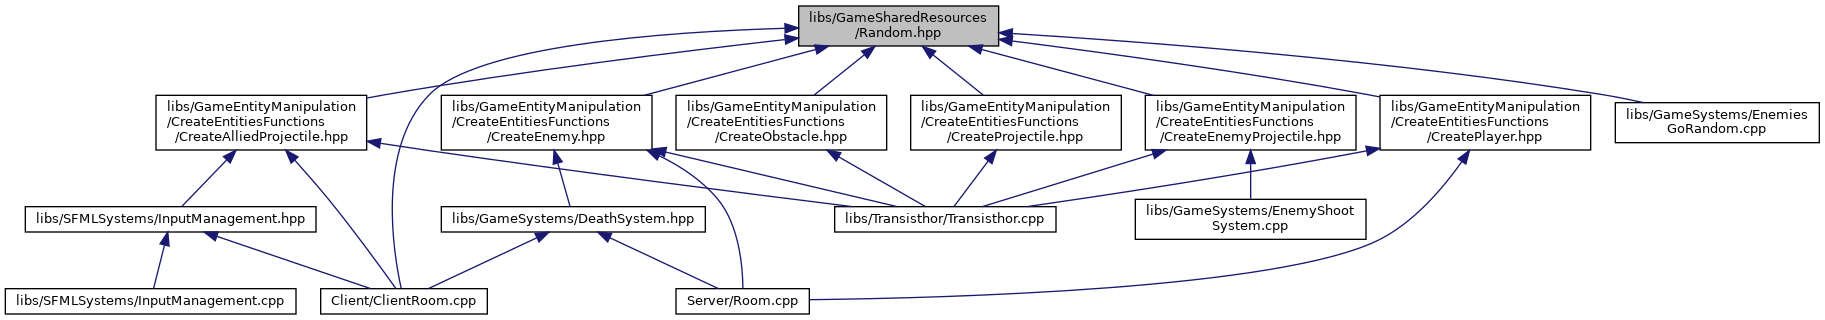 libs/GameSharedResources
/Random.hpp
libs/GameEntityManipulation
/CreateEntitiesFunctions
/CreateAlliedProjectile.hpp
libs/GameEntityManipulation
/CreateEntitiesFunctions
/CreateEnemy.hpp
libs/GameEntityManipulation
/CreateEntitiesFunctions
/CreateObstacle.hpp
libs/GameEntityManipulation
/CreateEntitiesFunctions
/CreateProjectile.hpp
libs/GameEntityManipulation
/CreateEntitiesFunctions
/CreateEnemyProjectile.hpp
libs/GameEntityManipulation
/CreateEntitiesFunctions
/CreatePlayer.hpp
libs/GameSystems/Enemies
GoRandom.cpp
libs/SFMLSystems/InputManagement.hpp
libs/GameSystems/DeathSystem.hpp
libs/Transisthor/Transisthor.cpp
libs/GameSystems/EnemyShoot
System.cpp
libs/SFMLSystems/InputManagement.cpp
Client/ClientRoom.cpp
Server/Room.cpp